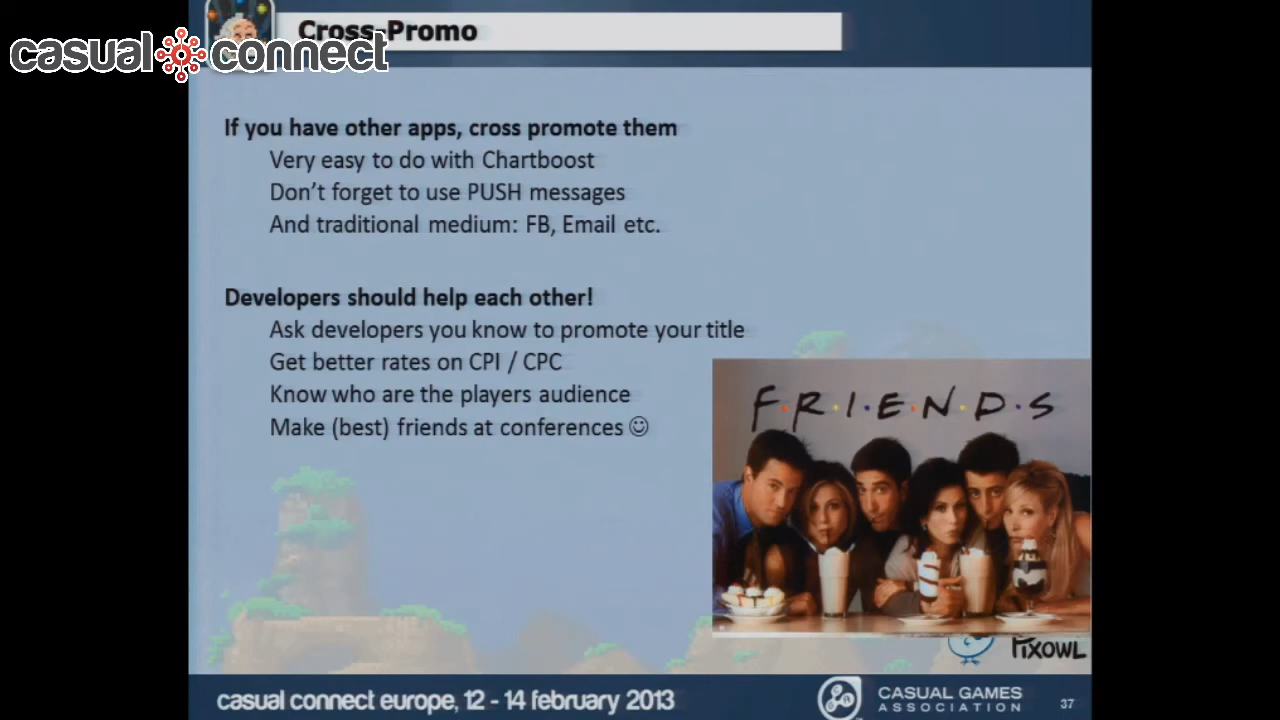 Cross-Promo
casual connect
If you have other apps, cross promote them
Very easy to do with Chartboost
Don't forget to use PUSH messages
And traditional medium: FB, Email etc.
Developers should help each other!
Ask developers you know to promote your title
Get better rates on CPI / CPC
Know who are the players audience
Make (best) friends at conferences ☺
F·R·I·E·N·D·S
PIXOWL
casual connect europe, 12 - 14 february 2013
CASUAL GAMES
ASSOCIATION
37